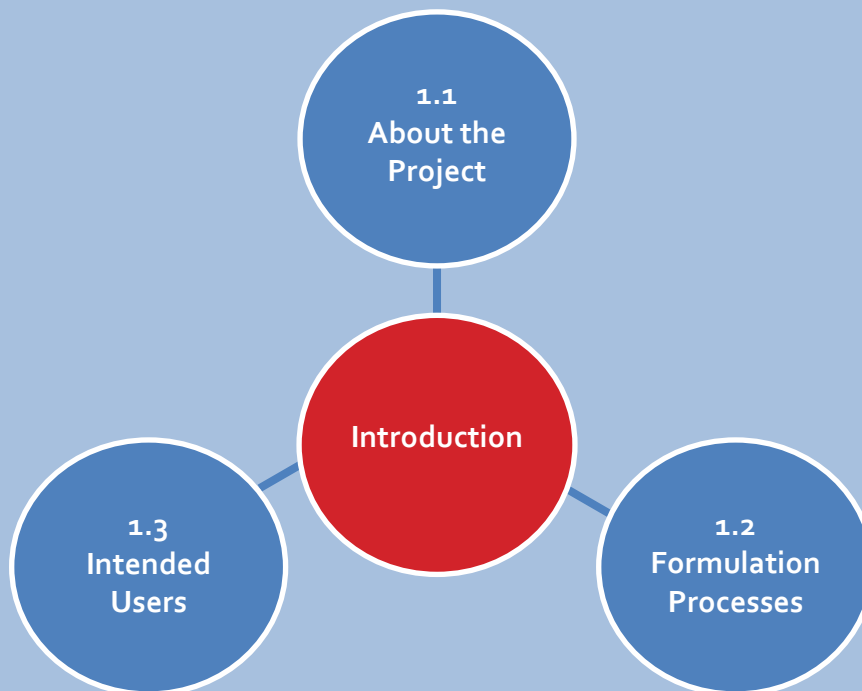 1.1
About the
Project
Introduction
1.3
Intended
Users
1.2
Formulation
Processes